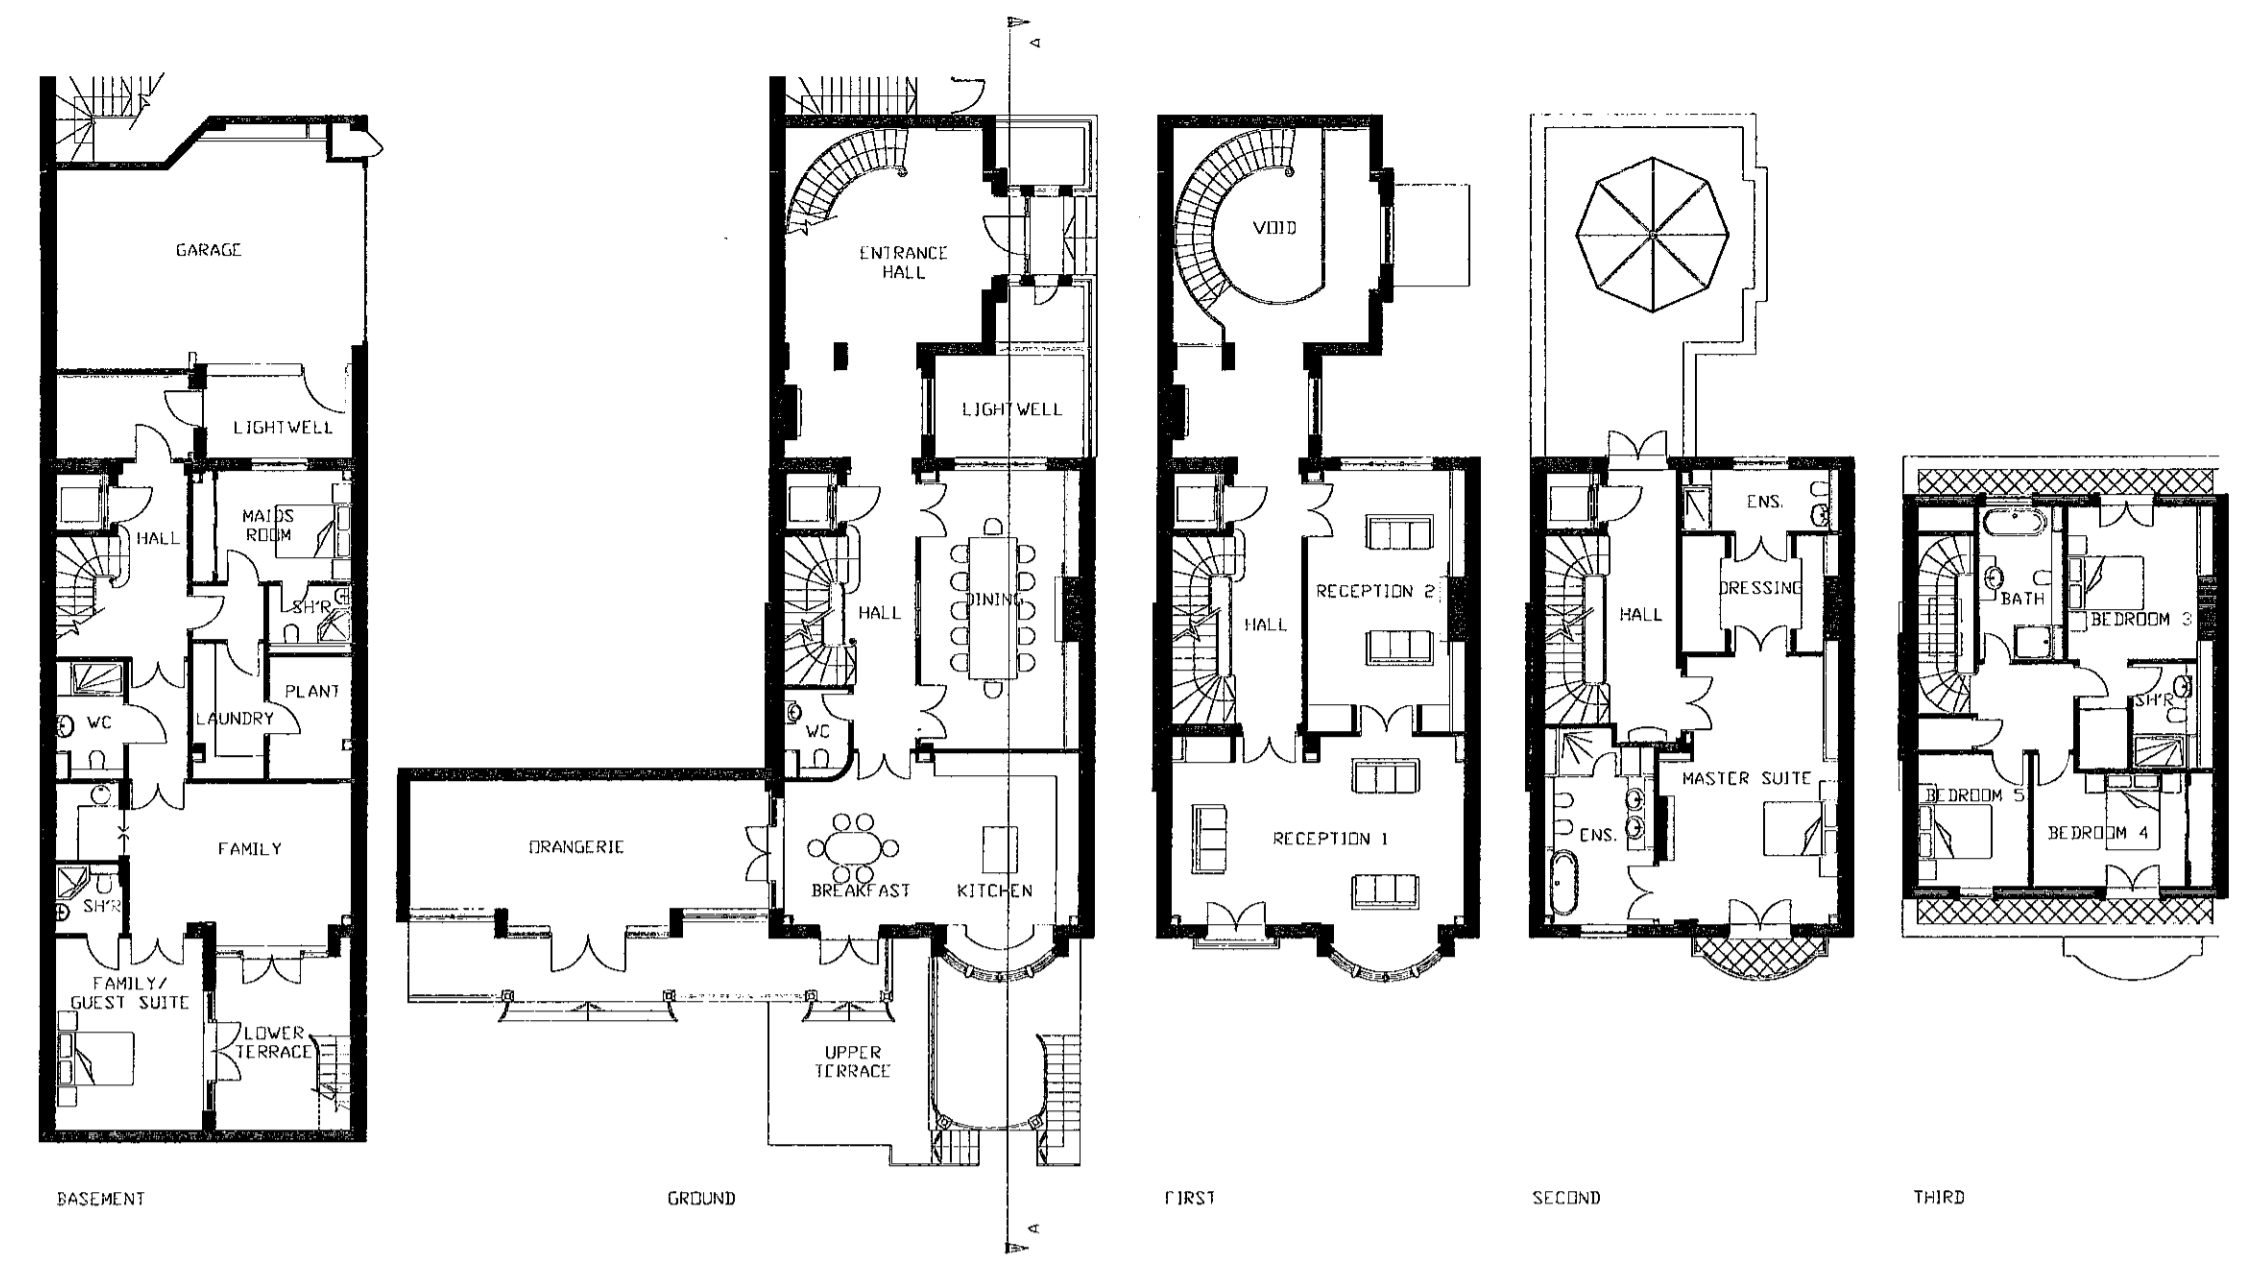 A
GARAGE
LIGHTWELL
MAIDS
ROOM
HALL
SH'R
PLANT
WC
LAUNDRY
FAMILY
SH'R
FAMILY/
GUEST SUITE
LOWER
TERRACE
BASEMENT
ENTRANCE
HALL
LIGHTWELL
DINING
HALL
WC
ORANGERIE
BREAKFAST
KITCHEN
UPPER
TERRACE
GROUND
A
VOID
RECEPTION 2
HALL
RECEPTION 1
FIRST
ENS.
DRESSING
HALL
MASTER SUITE
ENS.
SECOND
BATH
BEDROOM 3
SH'R
BEDROOM 5
BEDROOM 4
THIRD